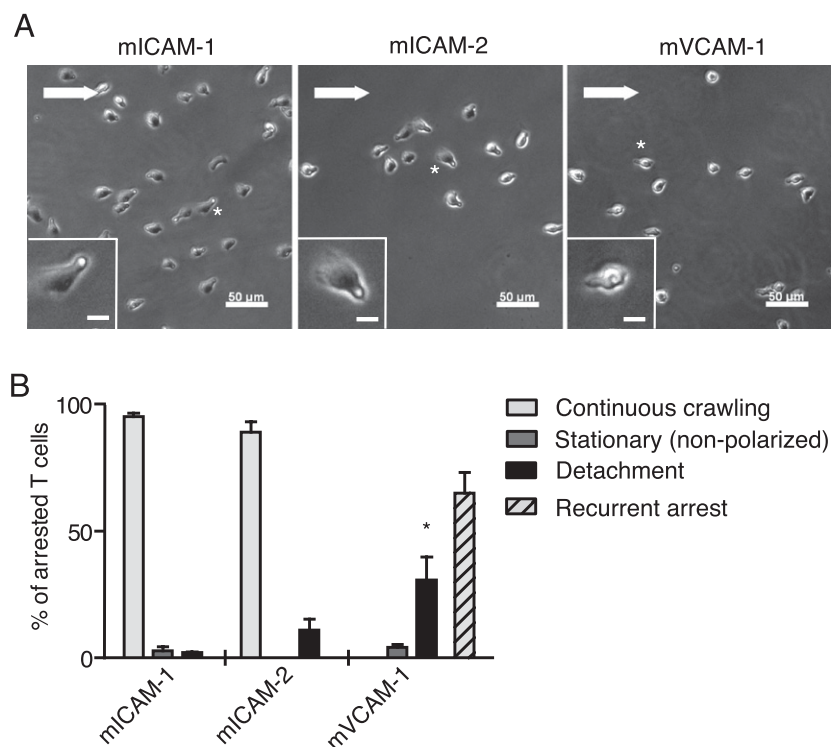 A
mICAM-1
mICAM-2
mVCAM-1
*
*
*
50 µm
50 µm
50 µm
B
% of arrested T cells
100
50
0
*
mICAM-1
mICAM-2
mVCAM-1
Continuous crawling
Stationary (non-polarized)
Detachment
Recurrent arrest